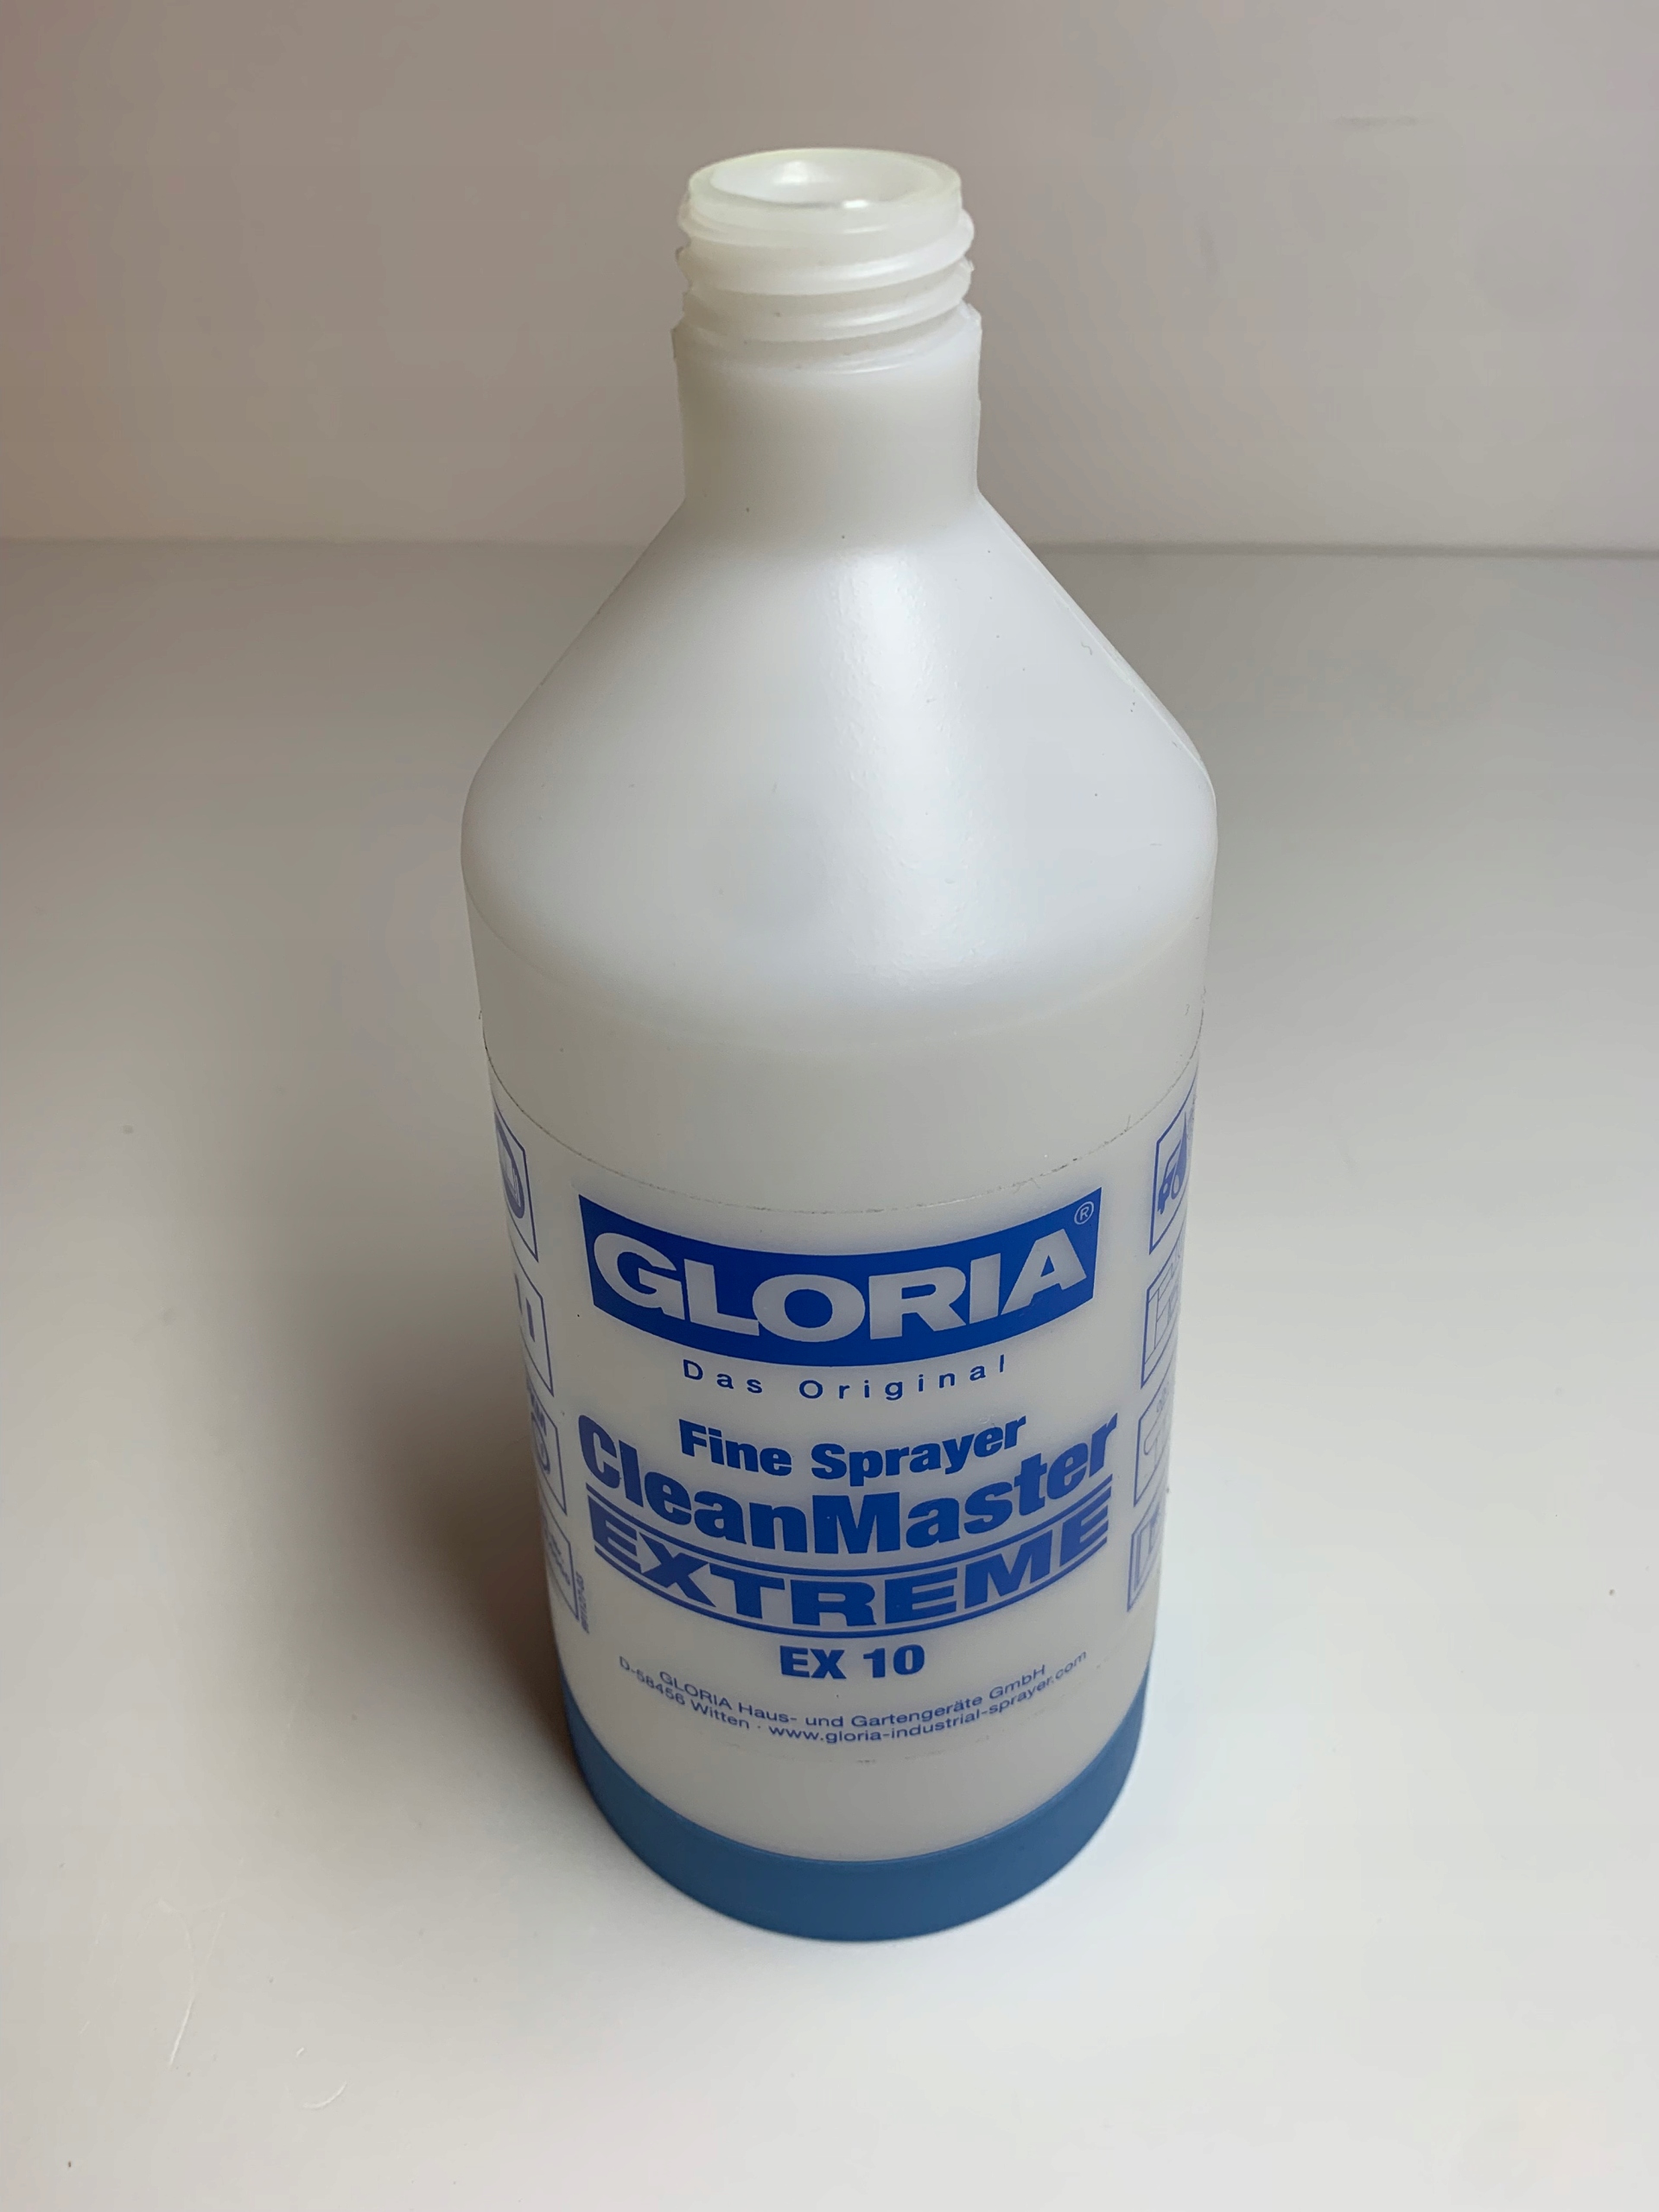 GLORIA®
Das Original
Fine Sprayer
CleanMaster
EXTREME
EX 10
GLORIA Haus- und Gartengeräte GmbH
D-58456 Witten · www.gloria-industrial-sprayer.com